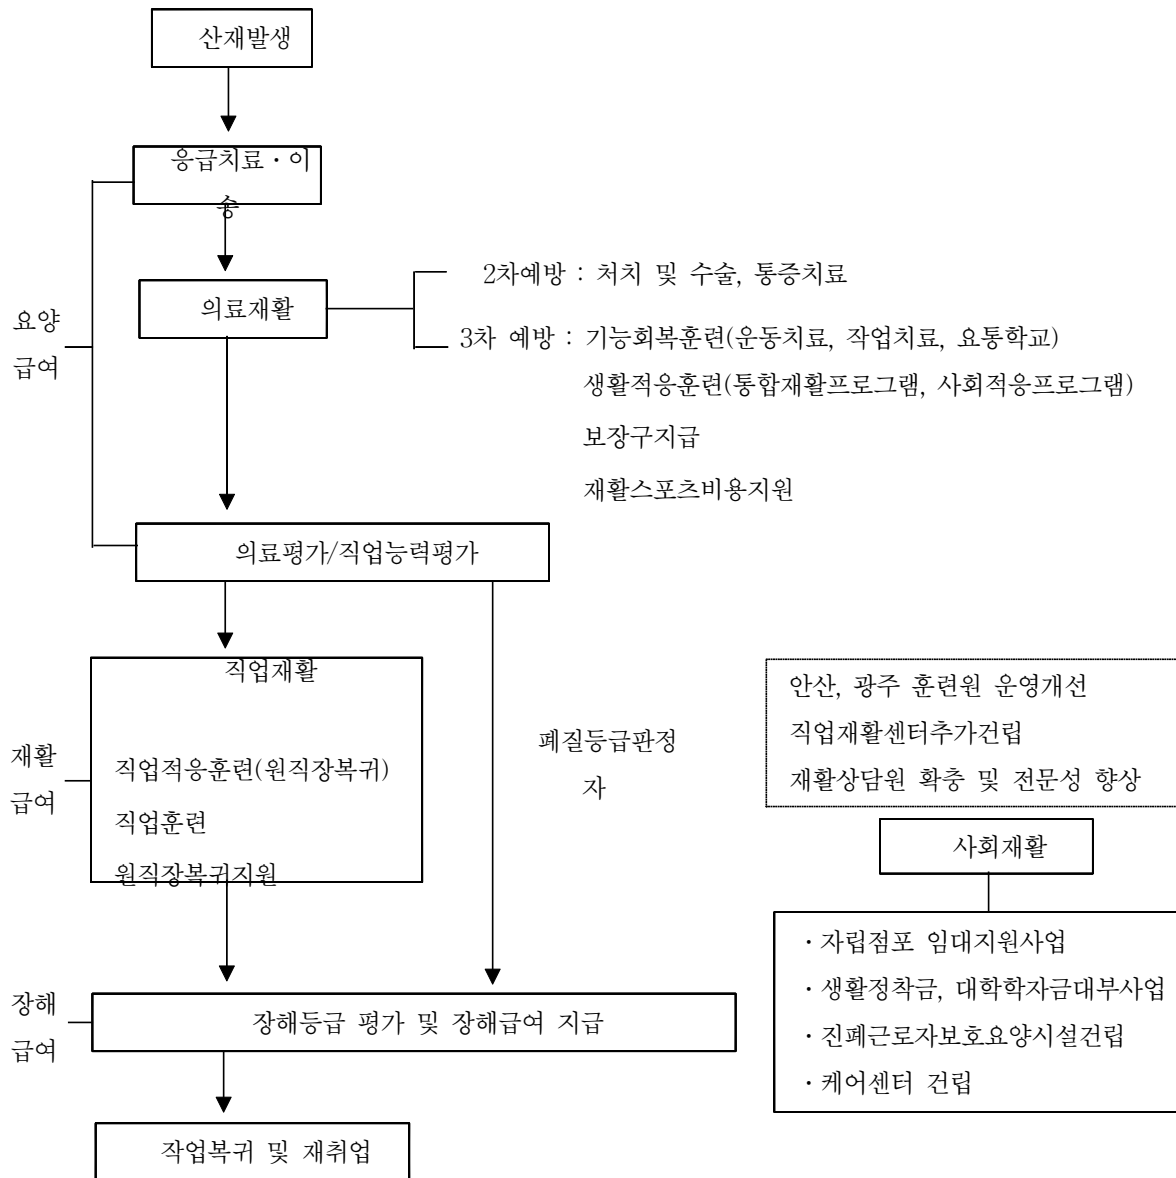 산재발생
응급치료·이
송
2차예방 : 처치 및 수술, 통증치료
의료재활
요양
급여
3차 예방 : 기능회복훈련(운동치료, 작업치료, 요통학교)
생활적응훈련(통합재활프로그램, 사회적응프로그램)
보장구지급
재활스포츠비용지원
의료평가/직업능력평가
직업재활
직업적응훈련(원직장복귀)
직업훈련
원직장복귀지원
재활
급여
폐질등급판정
자
안산, 광주 훈련원 운영개선
직업재활센터추가건립
재활상담원 확충 및 전문성 향상
사회재활
·자립점포 임대지원사업
·생활정착금, 대학학자금대부사업
·진폐근로자보호요양시설건립
·케어센터 건립
장해
급여
장해등급 평가 및 장해급여 지급
작업복귀 및 재취업